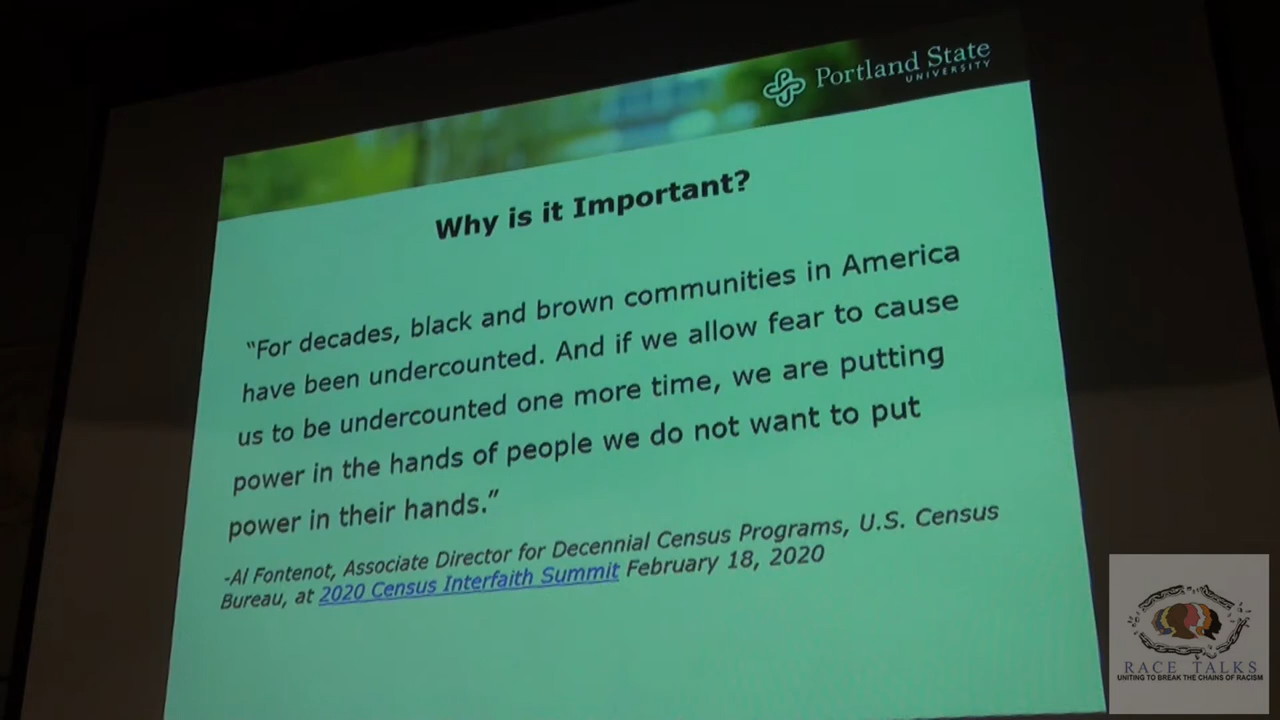 Portland State
UNIVERSITY
Why is it Important?
“For decades, black and brown communities in America
have been undercounted. And if we allow fear to cause
us to be undercounted one more time, we are putting
power in the hands of people we do not want to put
power in their hands.”
-Al Fontenot, Associate Director for Decennial Census Programs, U.S. Census
Bureau, at 2020 Census Interfaith Summit February 18, 2020
RACE TALKS
UNITING TO BREAK THE CHAINS OF RACISM